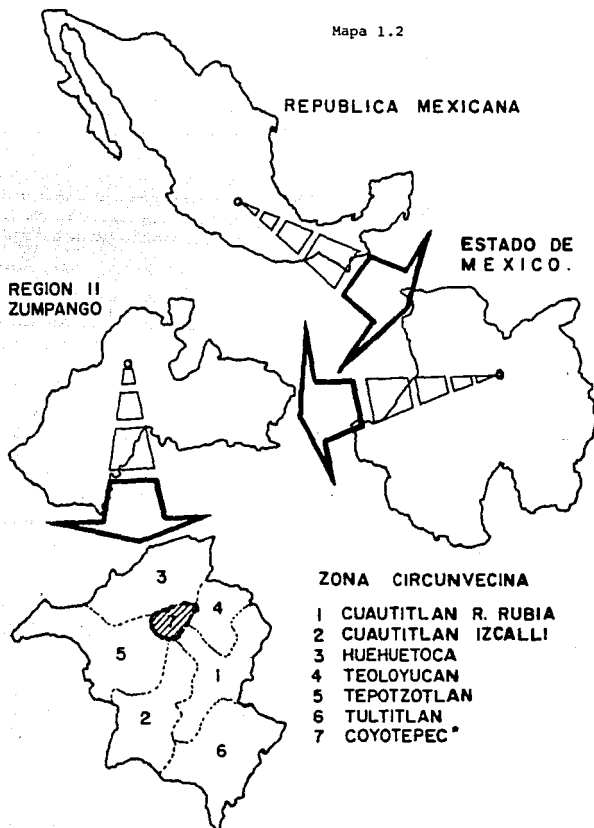 Mapa 1.2
REPUBLICA MEXICANA
ESTADO DE
MEXICO.
REGION II
ZUMPANGO
ZONA CIRCUNVECINA
1 CUAUTITLAN R. RUBIA
2 CUAUTITLAN IZCALLI
3 HUEHUETOCA
4 TEOLOYUCAN
5 TEPOTZOTLAN
6 TULTITLAN
7 COYOTEPEC*
3
4
5
1
2
6